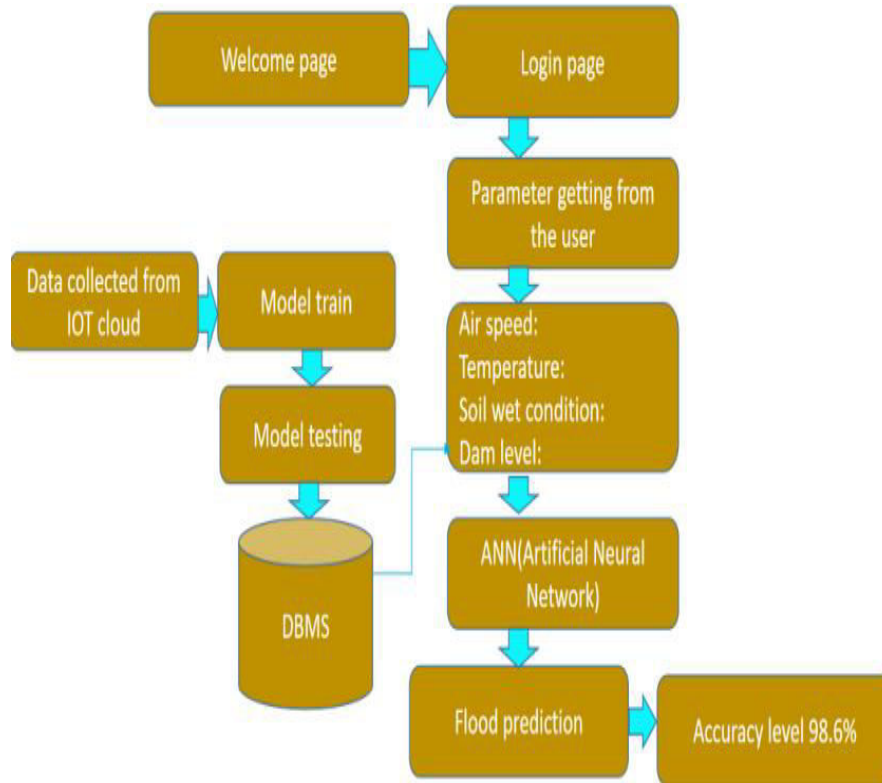 Welcome page
Login page
Parameter getting from
the user
Data collected from
IOT cloud
Model train
Air speed:
Temperature:
Soil wet condition:
Dam level:
Model testing
ANN(Artificial Neural
Network)
DBMS
Flood prediction
Accuracy level 98.6%